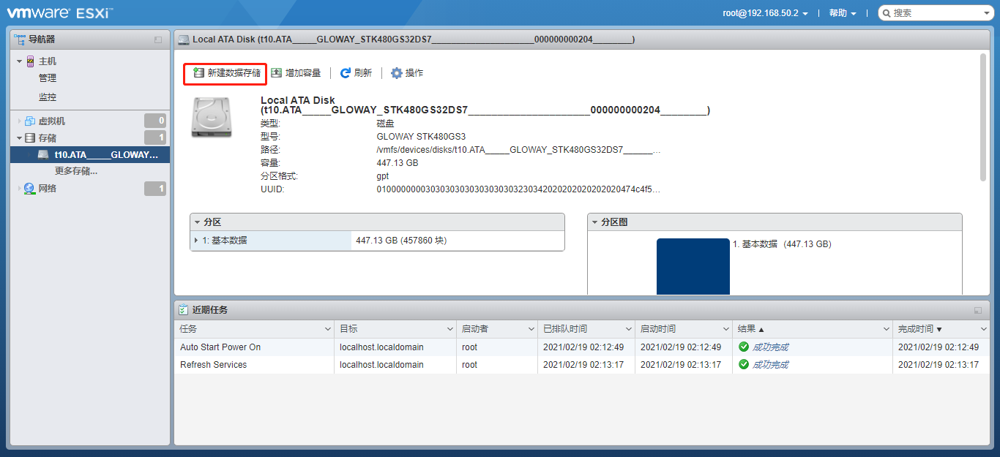 vmware ESXi™
root@192.168.50.2
帮助
搜索
导航器
主机
管理
监控
虚拟机 0
存储 1
t10.ATA_____GLOWAY...
更多存储...
网络 1
Local ATA Disk (t10.ATA_____GLOWAY_STK480GS32DS7_____________________000000000204________)
新建数据存储
增加容量
刷新
操作
Local ATA Disk
(t10.ATA_____GLOWAY_STK480GS32DS7_____________________000000000204________)
类型: 磁盘
型号: GLOWAY STK480GS3
路径: /vmfs/devices/disks/t10.ATA_____GLOWAY_STK480GS32DS7______...
容量: 447.13 GB
分区格式: gpt
UUID: 0100000000303030303030303030323034202020202020202020474c4f5...
分区
1: 基本数据 447.13 GB (457860 块)
分区图
1. 基本数据 (447.13 GB)
近期任务
任务 目标 启动者 已排队时间 启动时间 结果▲ 完成时间▼
Auto Start Power On localhost.localdomain root 2021/02/19 02:12:49 2021/02/19 02:12:49 成功完成 2021/02/19 02:12:49
Refresh Services localhost.localdomain root 2021/02/19 02:13:17 2021/02/19 02:13:17 成功完成 2021/02/19 02:13:17